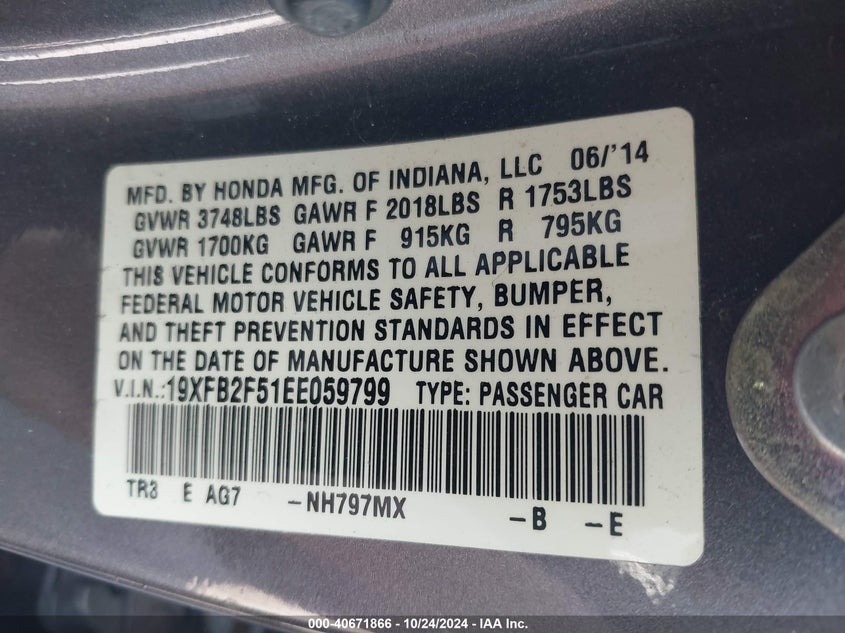 MFD. BY HONDA MFG. OF INDIANA, LLC 06/'14
GVWR 3748LBS GAWR F 2018LBS R 1753LBS
GVWR 1700KG GAWR F 915KG R 795KG
THIS VEHICLE CONFORMS TO ALL APPLICABLE
FEDERAL MOTOR VEHICLE SAFETY, BUMPER,
AND THEFT PREVENTION STANDARDS IN EFFECT
ON THE DATE OF MANUFACTURE SHOWN ABOVE.
V.I.N.:19XFB2F51EE059799 TYPE: PASSENGER CAR
TR3 E AG7 -NH797MX -B -E
000-40671866 - 10/24/2024 - IAA Inc.